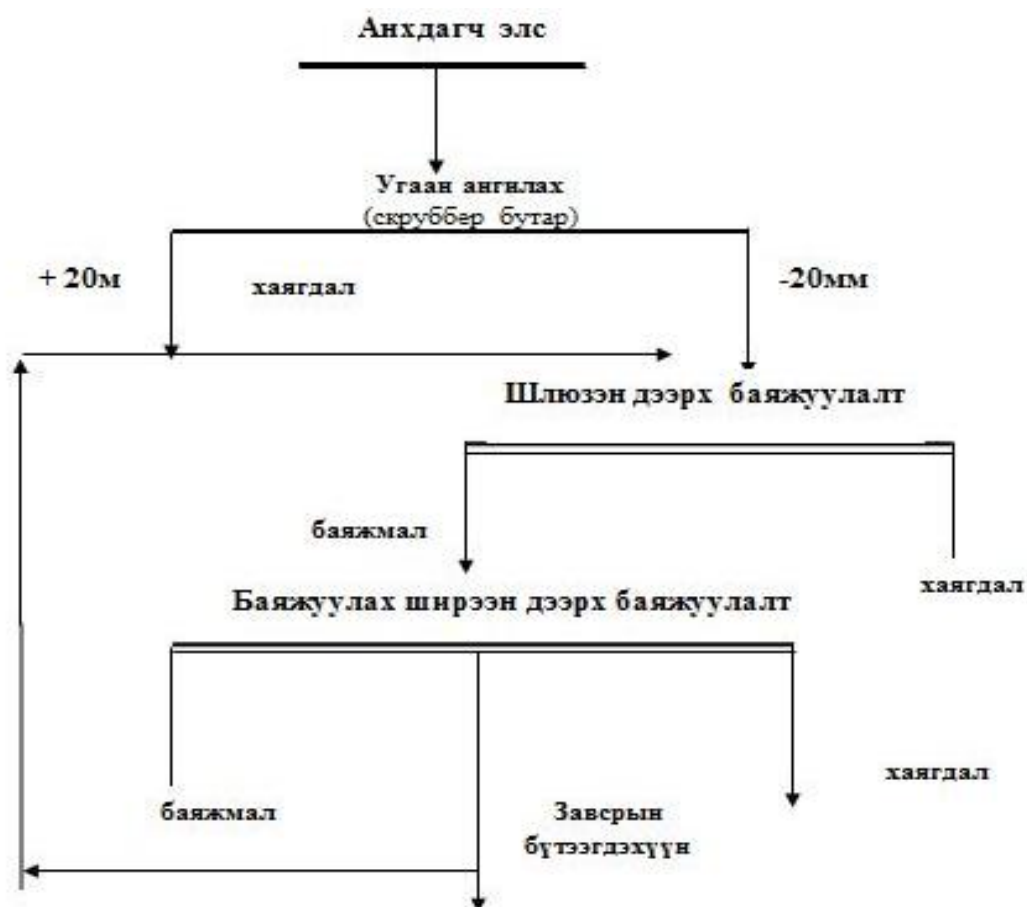 Анхдагч элс
Угаан ангилах
(скруббер бутар)
+ 20м
хаягдал
-20мм
Шлюзэн дээрх баяжуулалт
баяжмал
хаягдал
Баяжуулах ширээн дээрх баяжуулалт
хаягдал
баяжмал
Завсрын
бүтээгдэхүүн